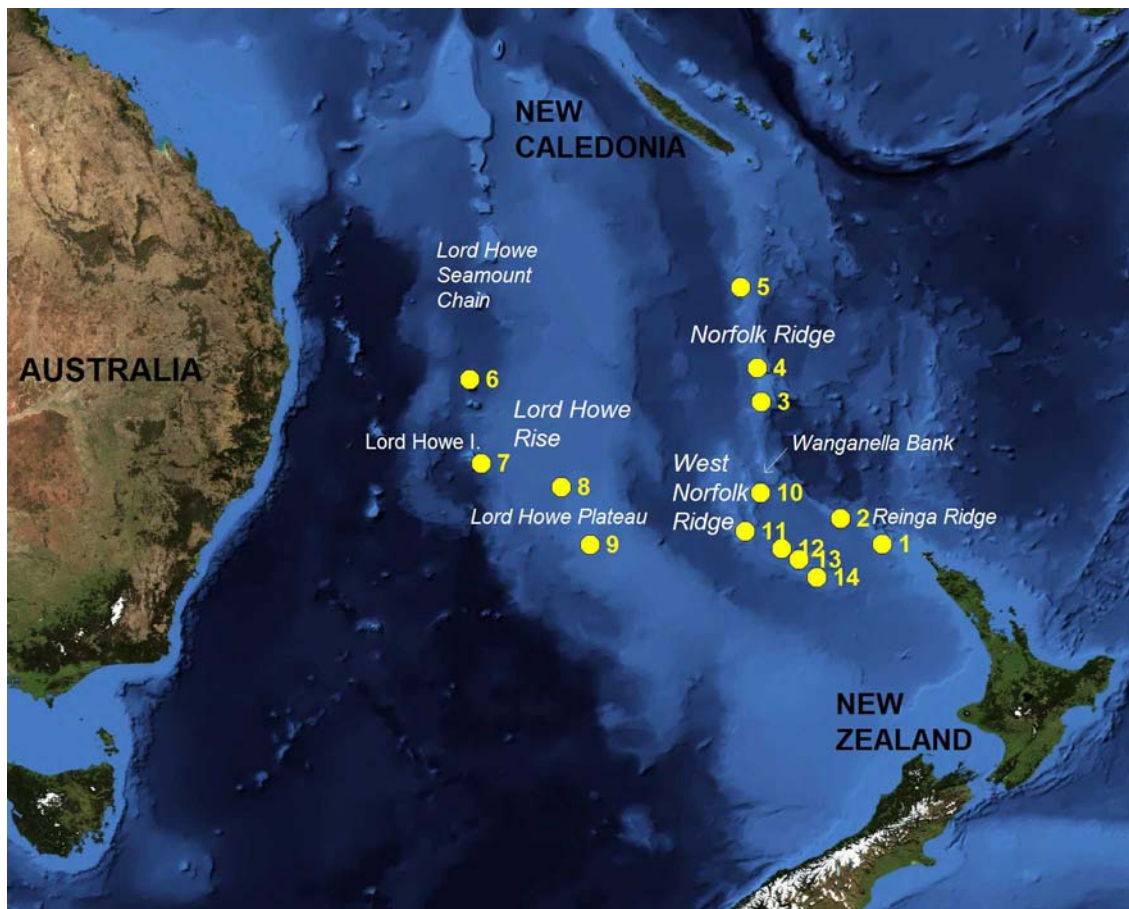 NEW
CALEDONIA
Lord Howe
Seamount
Chain
5
Norfolk Ridge
AUSTRALIA
4
6
3
Lord Howe
Rise
Lord Howe I.
Wanganella Bank
7
West
Norfolk
Ridge
8
10
Lord Howe Plateau
2
Reinga Ridge
11
9
12
1
13
14
NEW
ZEALAND